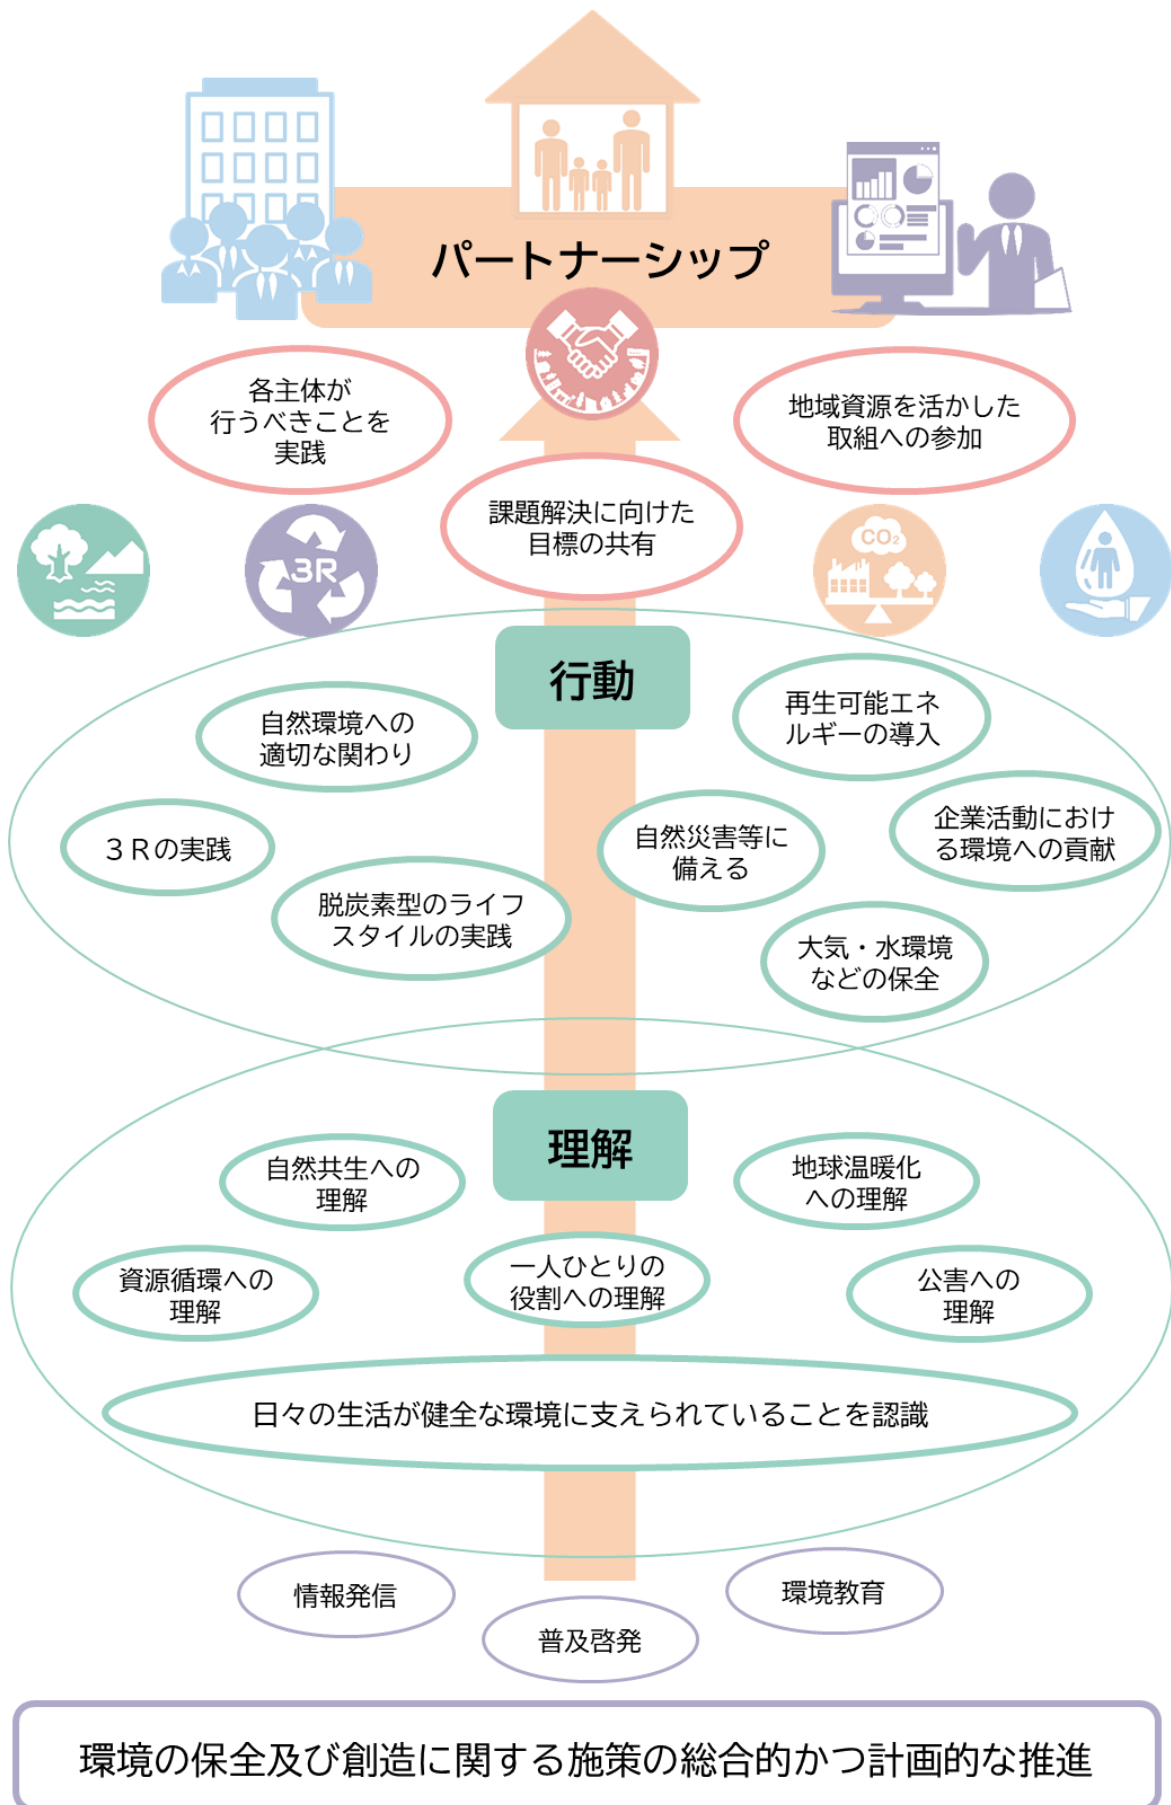 パートナーシップ
各主体が
行うべきことを
実践
地域資源を活かした
取組への参加
課題解決に向けた
目標の共有
3R
CO₂
行動
自然環境への
適切な関わり
再生可能エネ
ルギーの導入
３Ｒの実践
自然災害等に
備える
企業活動におけ
る環境への貢献
脱炭素型のライフ
スタイルの実践
大気・水環境
などの保全
理解
自然共生への
理解
地球温暖化
への理解
資源循環への
理解
一人ひとりの
役割への理解
公害への
理解
日々の生活が健全な環境に支えられていることを認識
情報発信
普及啓発
環境教育
環境の保全及び創造に関する施策の総合的かつ計画的な推進